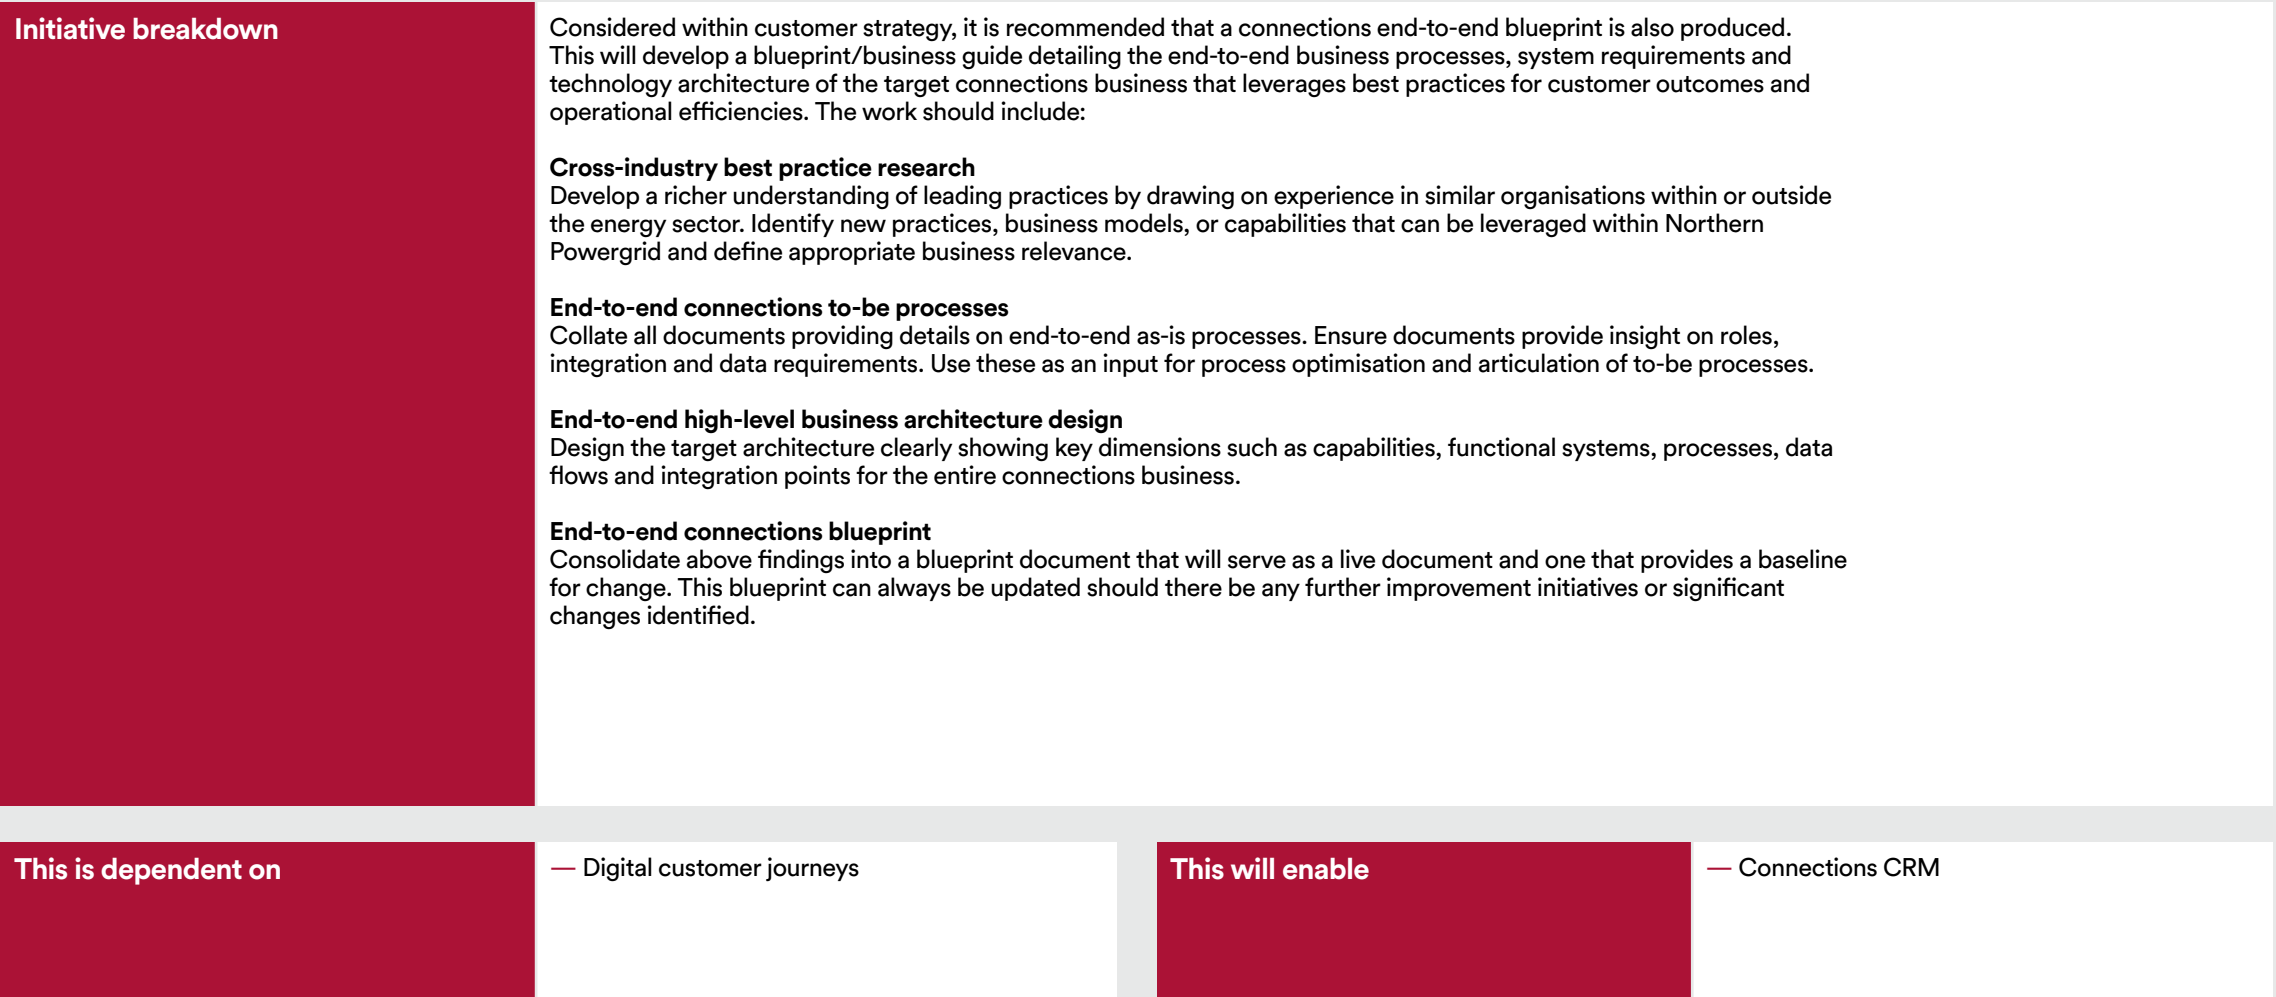 Initiative breakdown
Considered within customer strategy, it is recommended that a connections end-to-end blueprint is also produced.
This will develop a blueprint/business guide detailing the end-to-end business processes, system requirements and
technology architecture of the target connections business that leverages best practices for customer outcomes and
operational efficiencies. The work should include:
Cross-industry best practice research
Develop a richer understanding of leading practices by drawing on experience in similar organisations within or outside
the energy sector. Identify new practices, business models, or capabilities that can be leveraged within Northern
Powergrid and define appropriate business relevance.
End-to-end connections to-be processes
Collate all documents providing details on end-to-end as-is processes. Ensure documents provide insight on roles,
integration and data requirements. Use these as an input for process optimisation and articulation of to-be processes.
End-to-end high-level business architecture design
Design the target architecture clearly showing key dimensions such as capabilities, functional systems, processes, data
flows and integration points for the entire connections business.
End-to-end connections blueprint
Consolidate above findings into a blueprint document that will serve as a live document and one that provides a baseline
for change. This blueprint can always be updated should there be any further improvement initiatives or significant
changes identified.
This is dependent on
— Digital customer journeys
This will enable
— Connections CRM